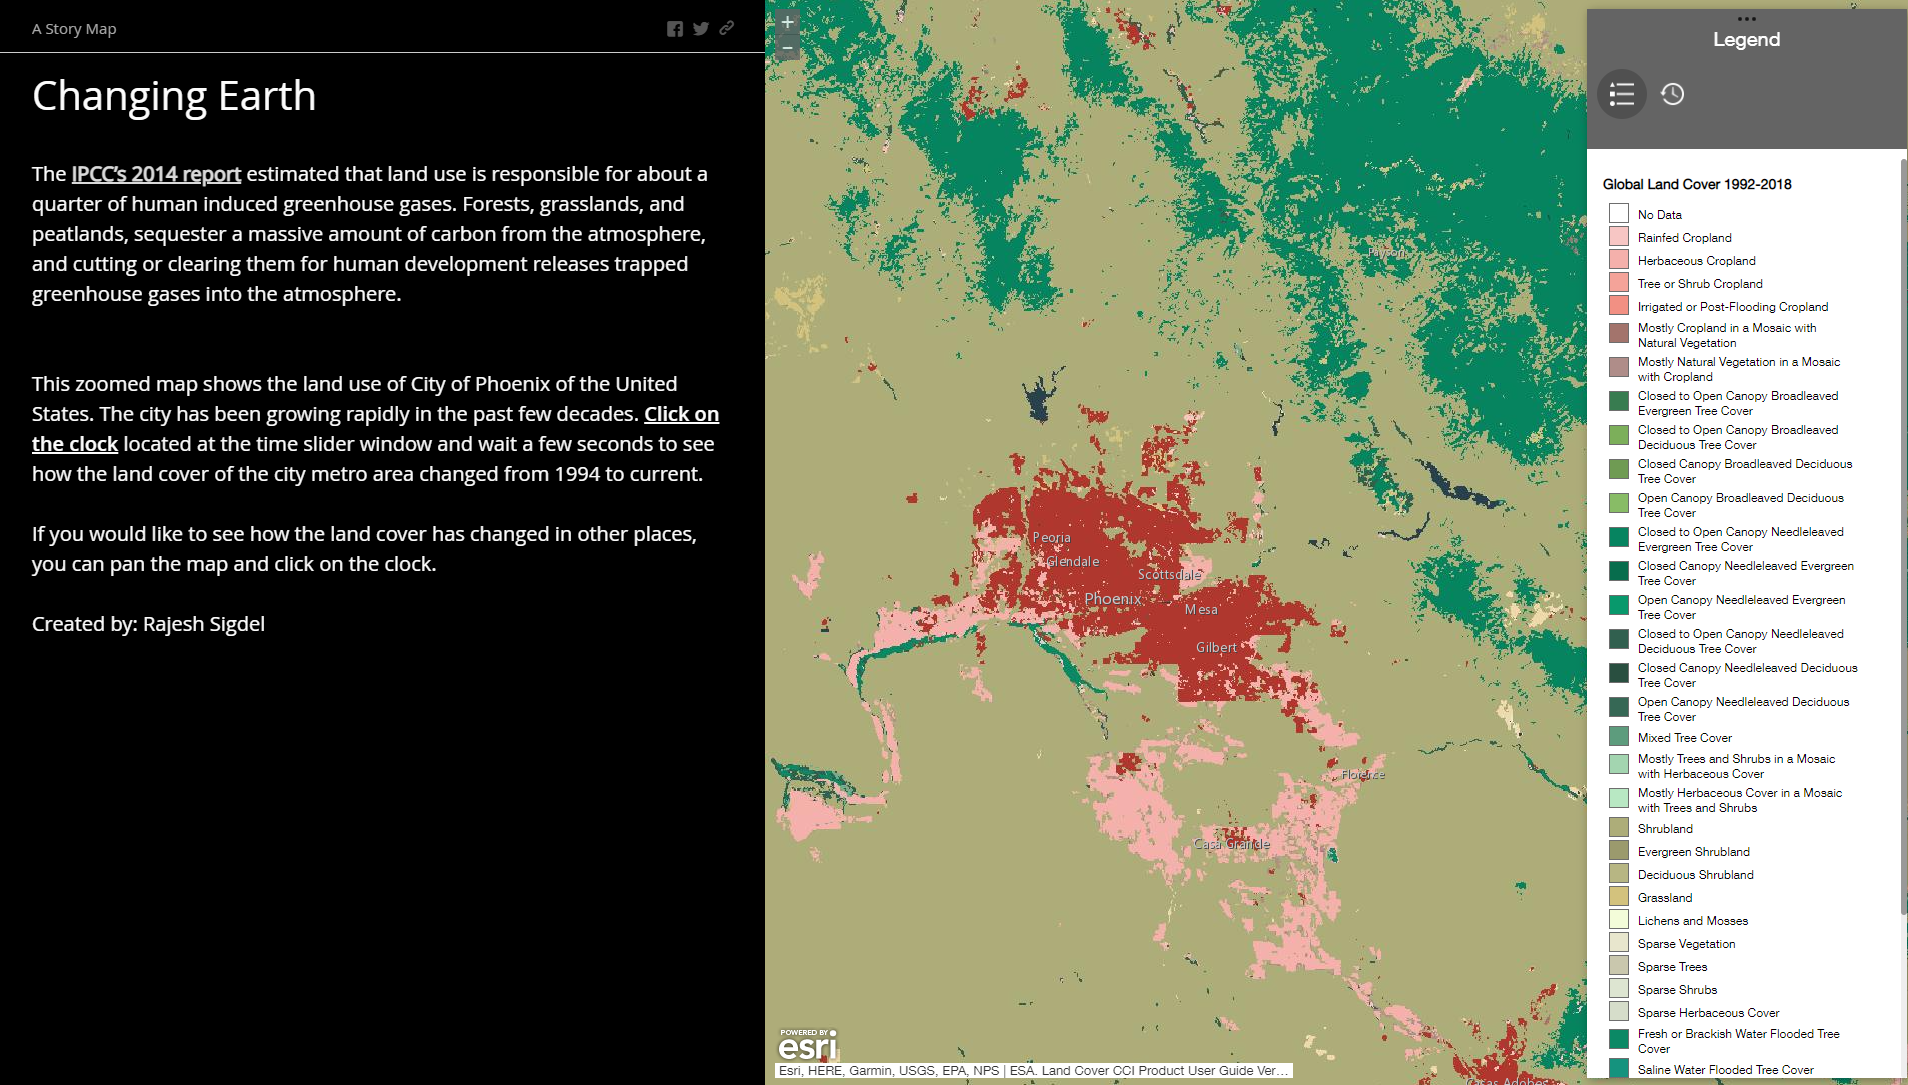 A Story Map
Changing Earth
The IPCC's 2014 report estimated that land use is responsible for about a
quarter of human induced greenhouse gases. Forests, grasslands, and
peatlands, sequester a massive amount of carbon from the atmosphere,
and cutting or clearing them for human development releases trapped
greenhouse gases into the atmosphere.
This zoomed map shows the land use of City of Phoenix of the United
States. The city has been growing rapidly in the past few decades. Click on
the clock located at the time slider window and wait a few seconds to see
how the land cover of the city metro area changed from 1994 to current.
If you would like to see how the land cover has changed in other places,
you can pan the map and click on the clock.
Created by: Rajesh Sigdel
+
−
Payson
Peoria
Glendale
Scottsdale
Phoenix
Mesa
Gilbert
Florence
Casa Grande
Casas Adobes
POWERED BY
esri
Esri, HERE, Garmin, USGS, EPA, NPS | ESA. Land Cover CCI Product User Guide Ver...
Legend
Global Land Cover 1992-2018
No Data
Rainfed Cropland
Herbaceous Cropland
Tree or Shrub Cropland
Irrigated or Post-Flooding Cropland
Mostly Cropland in a Mosaic with
Natural Vegetation
Mostly Natural Vegetation in a Mosaic
with Cropland
Closed to Open Canopy Broadleaved
Evergreen Tree Cover
Closed to Open Canopy Broadleaved
Deciduous Tree Cover
Closed Canopy Broadleaved Deciduous
Tree Cover
Open Canopy Broadleaved Deciduous
Tree Cover
Closed to Open Canopy Needleleaved
Evergreen Tree Cover
Closed Canopy Needleleaved Evergreen
Tree Cover
Open Canopy Needleleaved Evergreen
Tree Cover
Closed to Open Canopy Needleleaved
Deciduous Tree Cover
Closed Canopy Needleleaved Deciduous
Tree Cover
Open Canopy Needleleaved Deciduous
Tree Cover
Mixed Tree Cover
Mostly Trees and Shrubs in a Mosaic
with Herbaceous Cover
Mostly Herbaceous Cover in a Mosaic
with Trees and Shrubs
Shrubland
Evergreen Shrubland
Deciduous Shrubland
Grassland
Lichens and Mosses
Sparse Vegetation
Sparse Trees
Sparse Shrubs
Sparse Herbaceous Cover
Fresh or Brackish Water Flooded Tree
Cover
Saline Water Flooded Tree Cover